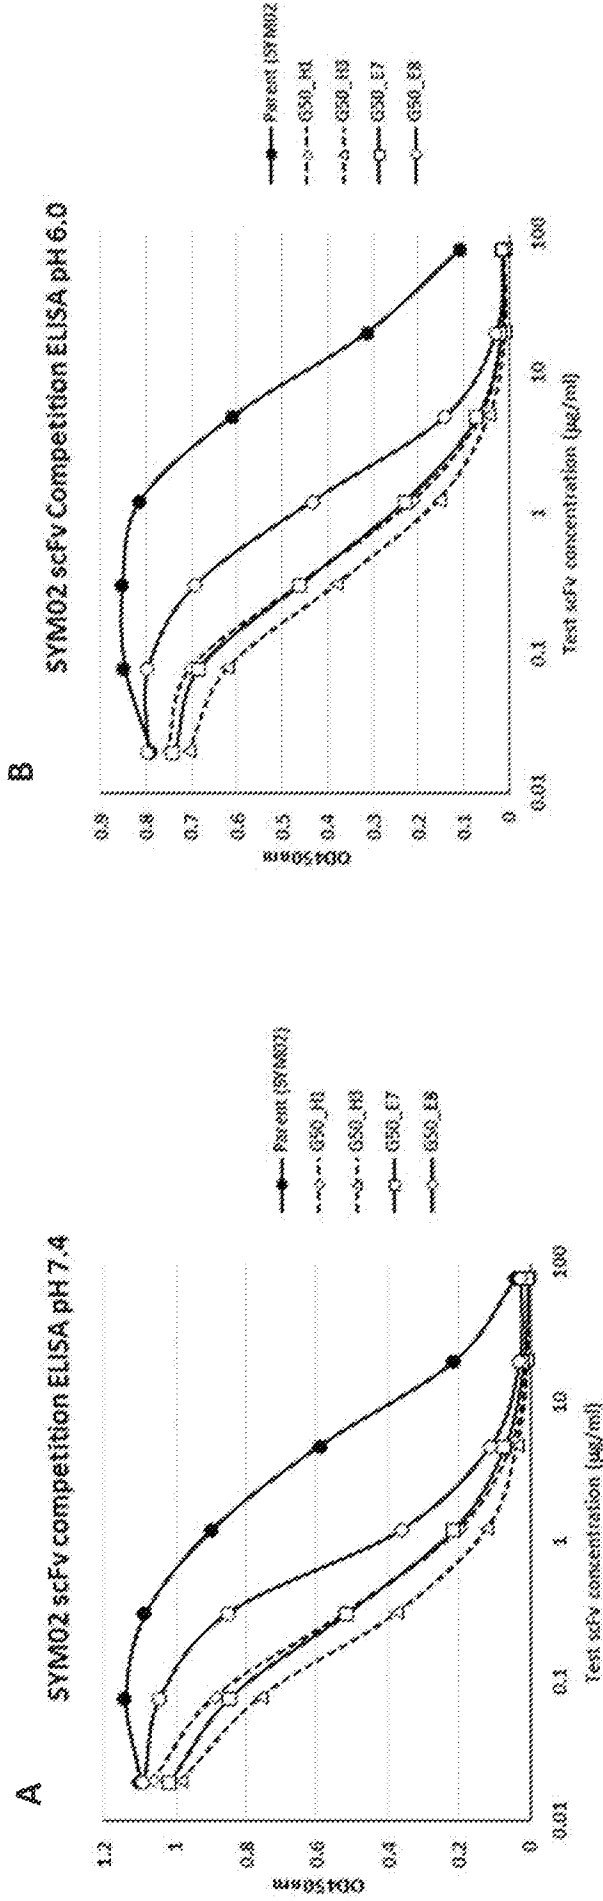 A
SYM02 scFv competition ELISA pH 7.4
OD450nm
1.2
1
0.8
0.6
0.4
0.2
0
0.01
0.1
1
10
100
Test scFv concentration (µg/ml)
Parent (SYM02)
G50_H1
G50_H3
G50_E7
G50_E8
B
SYM02 scFv Competition ELISA pH 6.0
OD450nm
0.9
0.8
0.7
0.6
0.5
0.4
0.3
0.2
0.1
0
0.01
0.1
1
10
100
Test scFv concentration (µg/ml)
Parent (SYM02
G50_H1
G50_H3
G50_E7
G50_E8